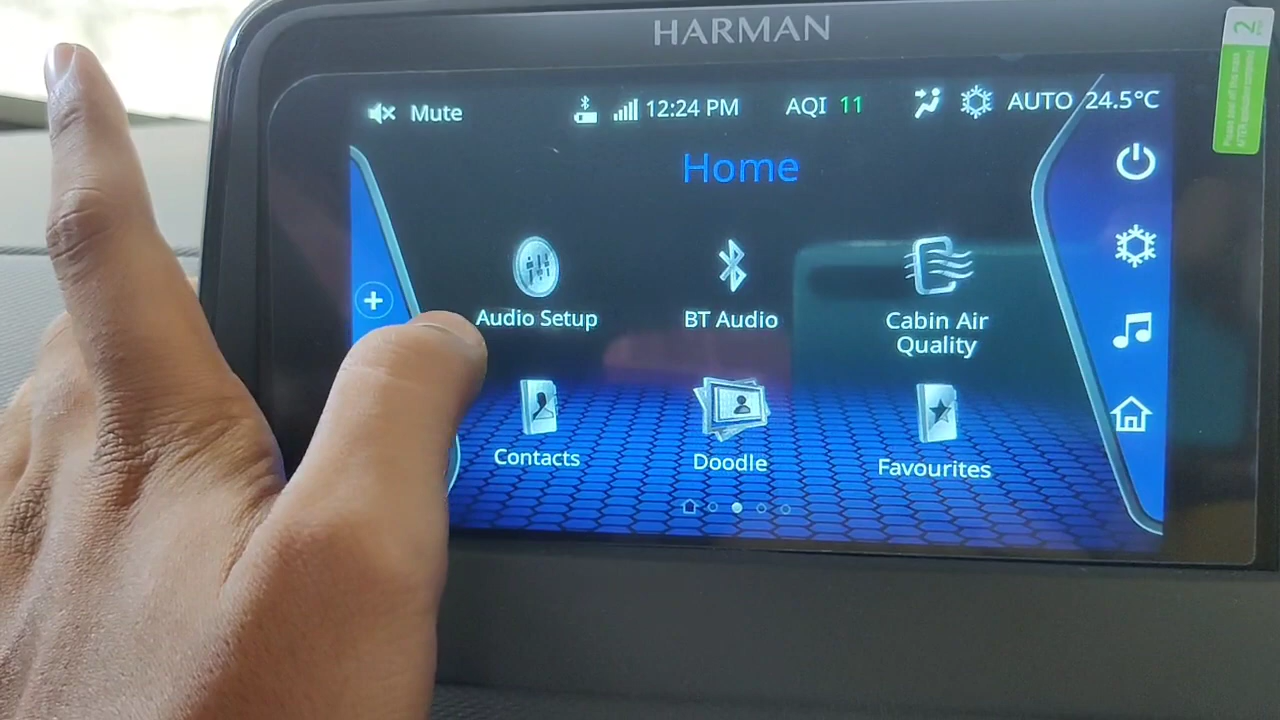 HARMAN
2
Mute
12:24 PM
AQI 11
AUTO 24.5°C
Home
Audio Setup
BT Audio
Cabin Air
Quality
Contacts
Doodle
Favourites